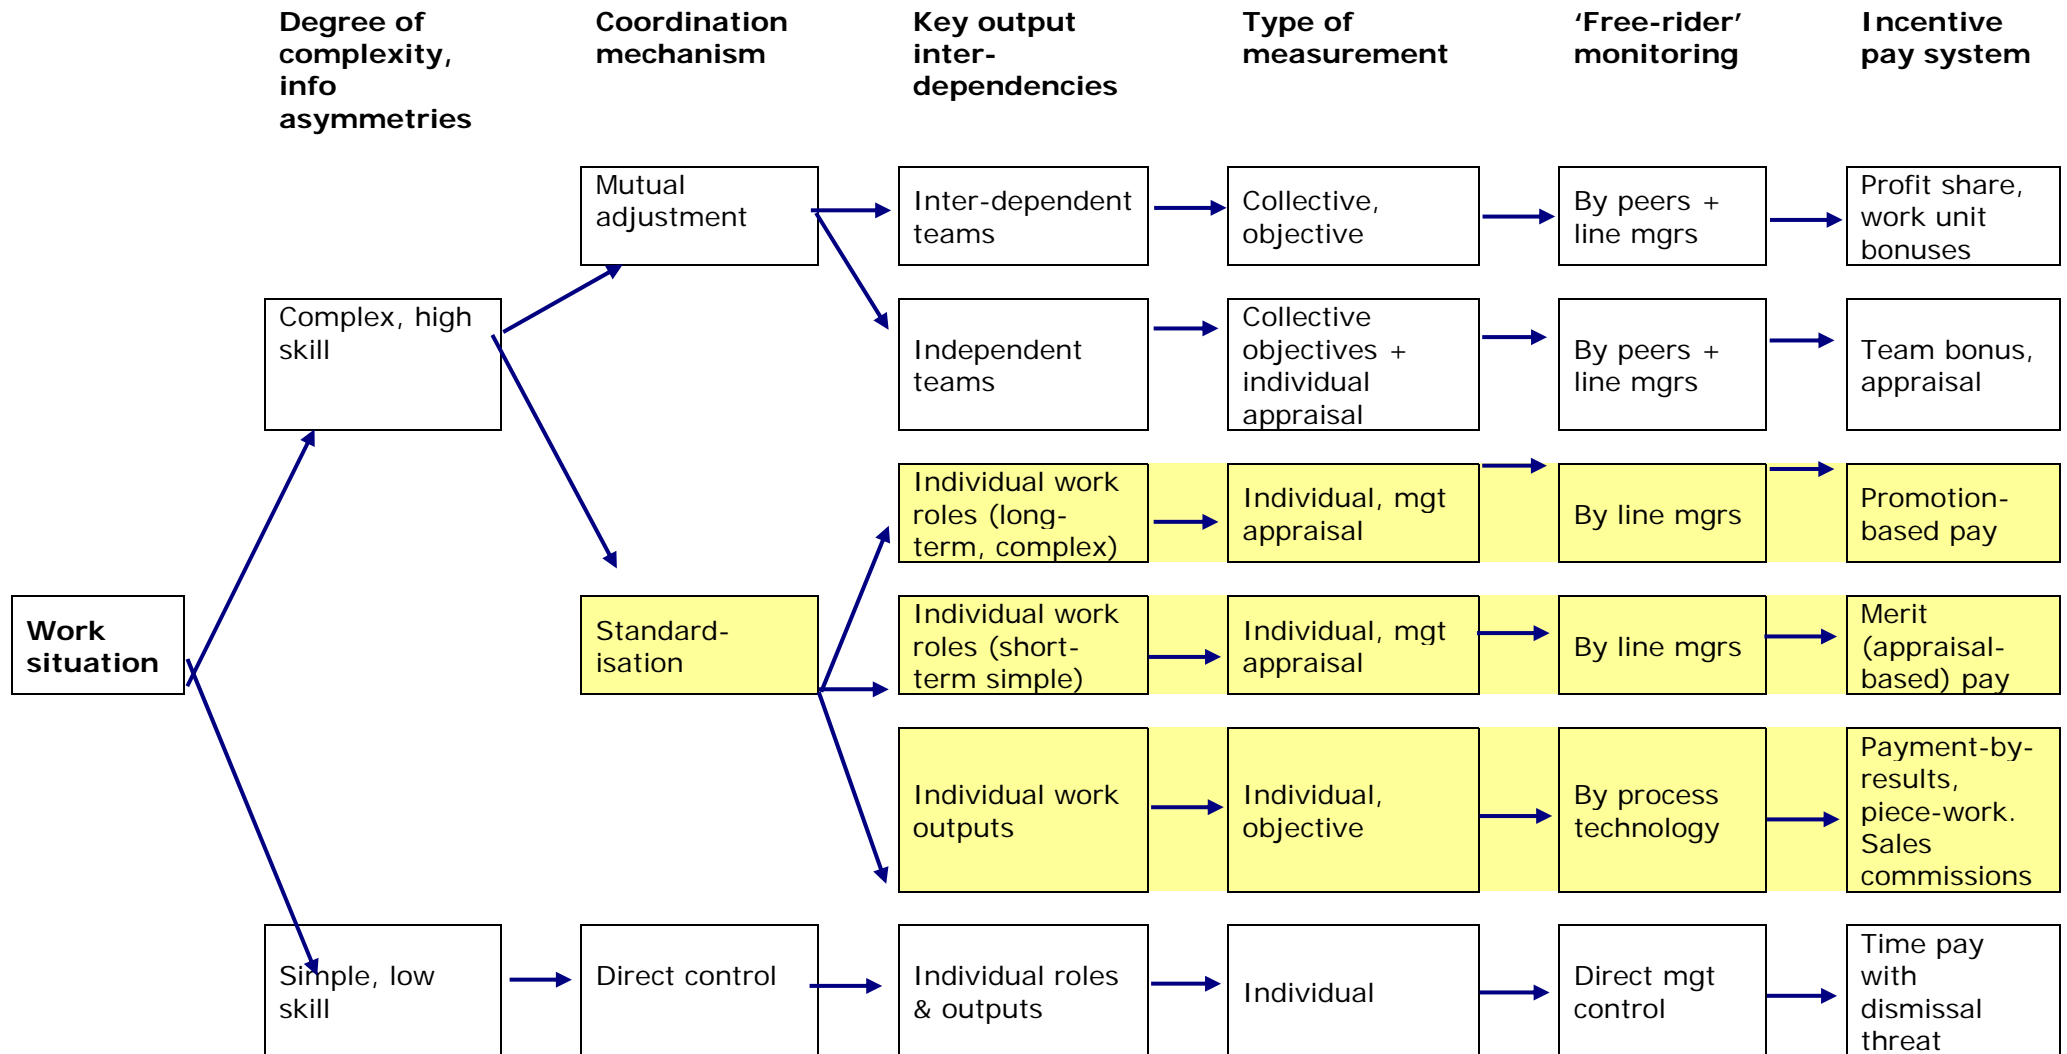 Degree of
complexity,
info
asymmetries
Coordination
mechanism
Key output
inter-
dependencies
Type of
measurement
‘Free-rider’
monitoring
Incentive
pay system
Mutual
adjustment
Inter-dependent
teams
Collective,
objective
By peers +
line mgrs
Profit share,
work unit
bonuses
Complex, high
skill
Independent
teams
Collective
objectives +
individual
appraisal
By peers +
line mgrs
Team bonus,
appraisal
Individual work
roles (long-
term, complex)
Individual, mgt
appraisal
By line mgrs
Promotion-
based pay
Work
situation
Standard-
isation
Individual work
roles (short-
term simple)
Individual, mgt
appraisal
By line mgrs
Merit
(appraisal-
based) pay
Individual work
outputs
Individual,
objective
By process
technology
Payment-by-
results,
piece-work.
Sales
commissions
Simple, low
skill
Direct control
Individual roles
& outputs
Individual
Direct mgt
control
Time pay
with
dismissal
threat